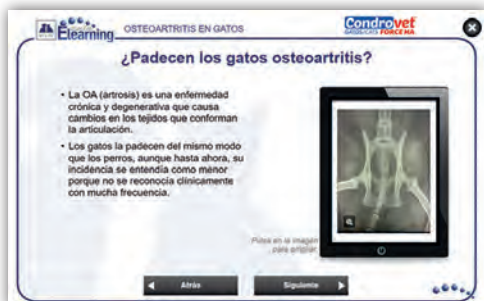 Elearning
OSTEOARTRITIS EN GATOS
Condrovet
FORCE HA
¿Padecen los gatos osteoartritis?
• La OA (artrosis) es una enfermedad
crónica y degenerativa que causa
cambios en los tejidos que conforman
la articulación.
• Los gatos la padecen del mismo modo
que los perros, aunque hasta ahora, su
incidencia se entendía como menor
porque no se reconocía clínicamente
con mucha frecuencia.
Pulsa en la imagen
para ampliar
Atrás
Siguiente